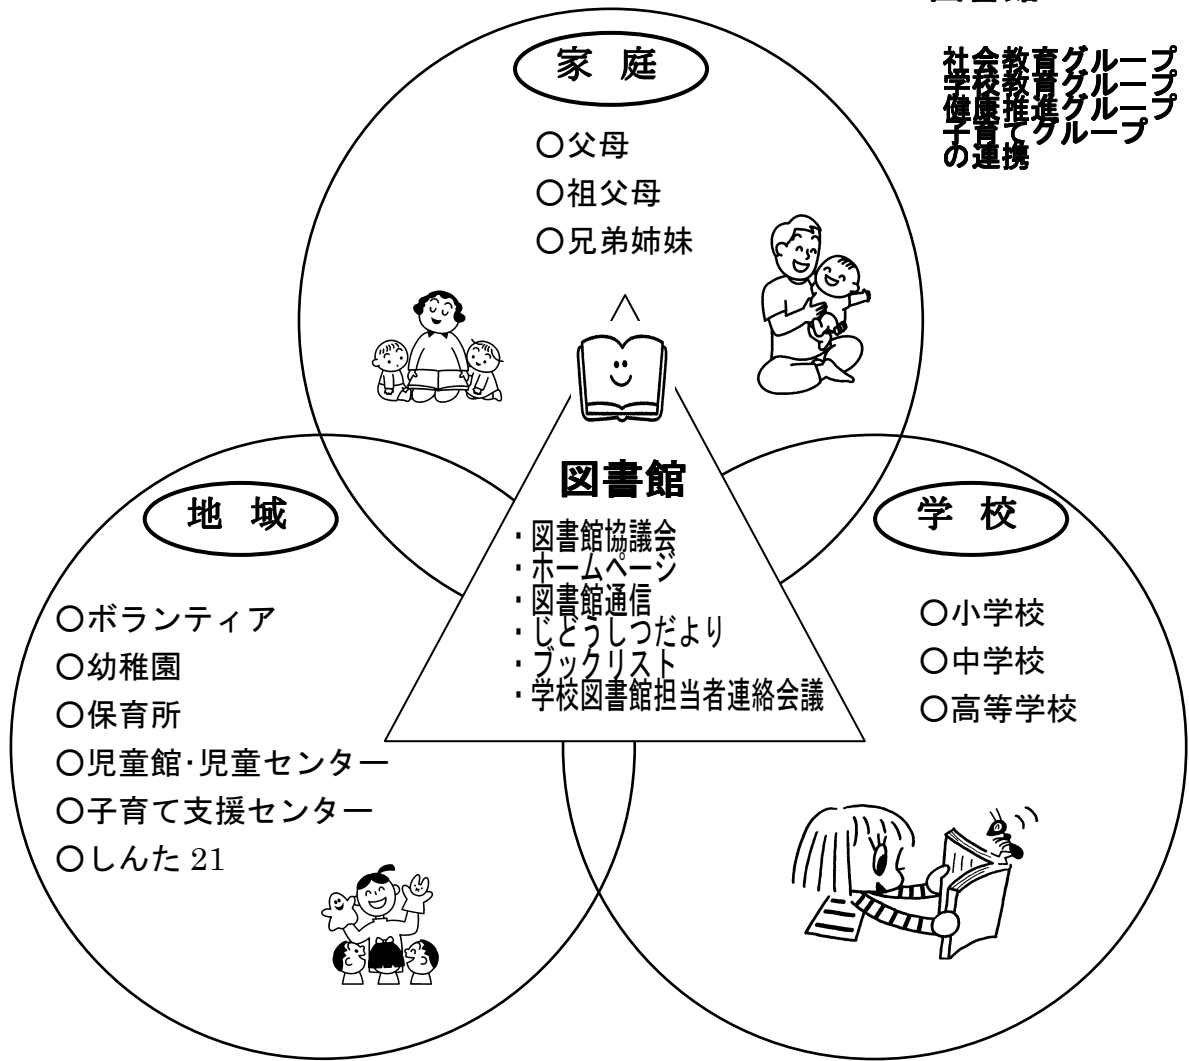 家 庭
○父母
○祖父母
○兄弟姉妹
社会教育グループ
学校教育グループ
健康推進グループ
子育てグループ
の連携
図書館
・図書館協議会
・ホームページ
・図書館通信
・じどうしつだより
・ブックリスト
・学校図書館担当者連絡会議
地 域
○ボランティア
○幼稚園
○保育所
○児童館・児童センター
○子育て支援センター
○しんた 21
学 校
○小学校
○中学校
○高等学校